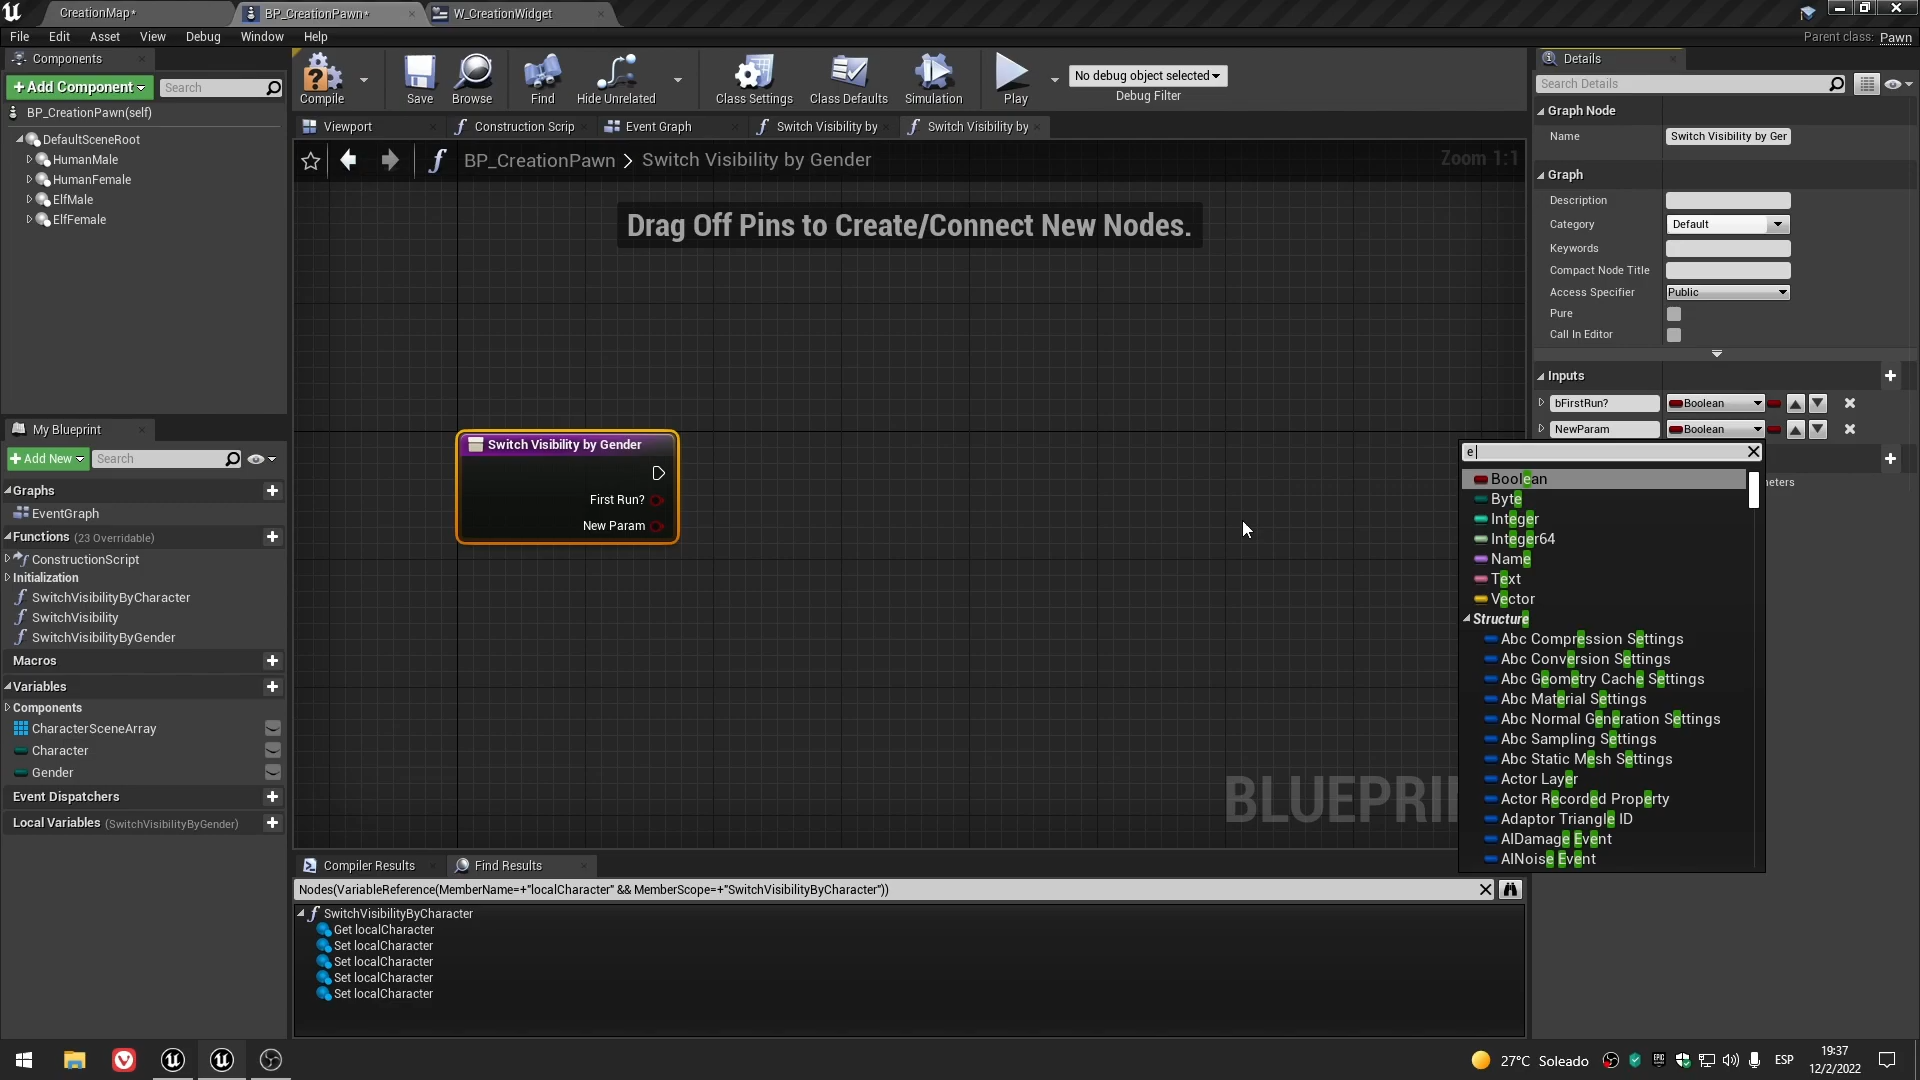 CreationMap*
BP_CreationPawn*
W_CreationWidget
File Edit Asset View Debug Window Help
Parent class: Pawn
Components
+Add Component
Search
BP_CreationPawn(self)
DefaultSceneRoot
HumanMale
HumanFemale
ElfMale
ElfFemale
Compile
Save
Browse
Find
Hide Unrelated
Class Settings
Class Defaults
Simulation
Play
No debug object selected
Debug Filter
Viewport
Construction Scrip
Event Graph
Switch Visibility by
Switch Visibility by
BP_CreationPawn > Switch Visibility by Gender
Zoom 1:1
Drag Off Pins to Create/Connect New Nodes.
Switch Visibility by Gender
First Run?
New Param
BLUEPRI
My Blueprint
+Add New
Search
Graphs
EventGraph
Functions (23 Overridable)
ConstructionScript
Initialization
SwitchVisibilityByCharacter
SwitchVisibility
SwitchVisibilityByGender
Macros
Variables
Components
CharacterSceneArray
Character
Gender
Event Dispatchers
Local Variables (SwitchVisibilityByGender)
Compiler Results
Find Results
Nodes(VariableReference(MemberName=+"localCharacter" && MemberScope=+"SwitchVisibilityByCharacter"))
SwitchVisibilityByCharacter
Get localCharacter
Set localCharacter
Set localCharacter
Set localCharacter
Set localCharacter
Details
Search Details
Graph Node
Name Switch Visibility by Ger
Graph
Description
Category Default
Keywords
Compact Node Title
Access Specifier Public
Pure
Call In Editor
Inputs
bFirstRun? Boolean
NewParam Boolean
e
Boolean
Byte
Integer
Integer64
Name
Text
Vector
Structure
Abc Compression Settings
Abc Conversion Settings
Abc Geometry Cache Settings
Abc Material Settings
Abc Normal Generation Settings
Abc Sampling Settings
Abc Static Mesh Settings
Actor Layer
Actor Recorded Property
Adaptor Triangle ID
AIDamage Event
AINoise Event
meters
27°C Soleado
EPIC
ESP
19:37
12/2/2022